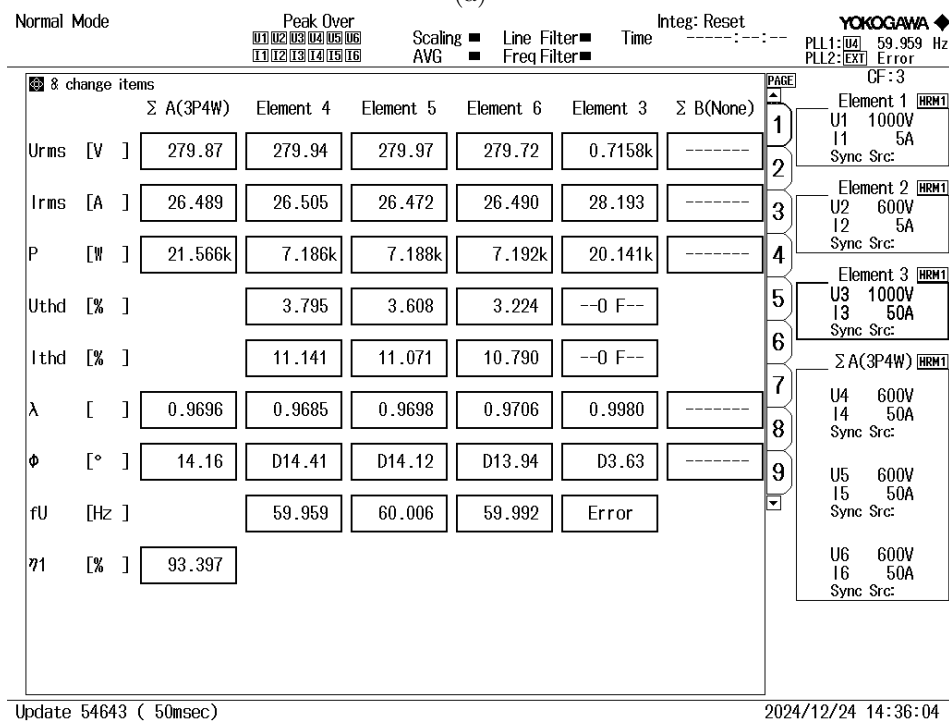 Normal Mode Peak Over Integ: Reset YOKOGAWA ◆
U1 U2 U3 U4 U5 U6 Scaling ■ Line Filter■ Time -----:--:-- PLL1:U4 59.959 Hz
I1 I2 I3 I4 I5 I6 AVG ■ Freq Filter■ PLL2:EXT Error
& change items PAGE CF:3
Σ A(3P4W) Element 4 Element 5 Element 6 Element 3 Σ B(None)
Urms [V ] 279.87 279.94 279.97 279.72 0.7158k -------
Irms [A ] 26.489 26.505 26.472 26.490 28.193 -------
P [W ] 21.566k 7.186k 7.188k 7.192k 20.141k -------
Uthd [% ] 3.795 3.608 3.224 --O F--
Ithd [% ] 11.141 11.071 10.790 --O F--
λ [ ] 0.9696 0.9685 0.9698 0.9706 0.9980 -------
Φ [° ] 14.16 D14.41 D14.12 D13.94 D3.63 -------
fU [Hz ] 59.959 60.006 59.992 Error
η1 [% ] 93.397
1
2
3
4
5
6
7
8
9
Element 1 HRM1
U1 1000V
I1 5A
Sync Src:
Element 2 HRM1
U2 600V
I2 5A
Sync Src:
Element 3 HRM1
U3 1000V
I3 50A
Sync Src:
Σ A(3P4W) HRM1
U4 600V
I4 50A
Sync Src:
U5 600V
I5 50A
Sync Src:
U6 600V
I6 50A
Sync Src:
Update 54643 ( 50msec) 2024/12/24 14:36:04